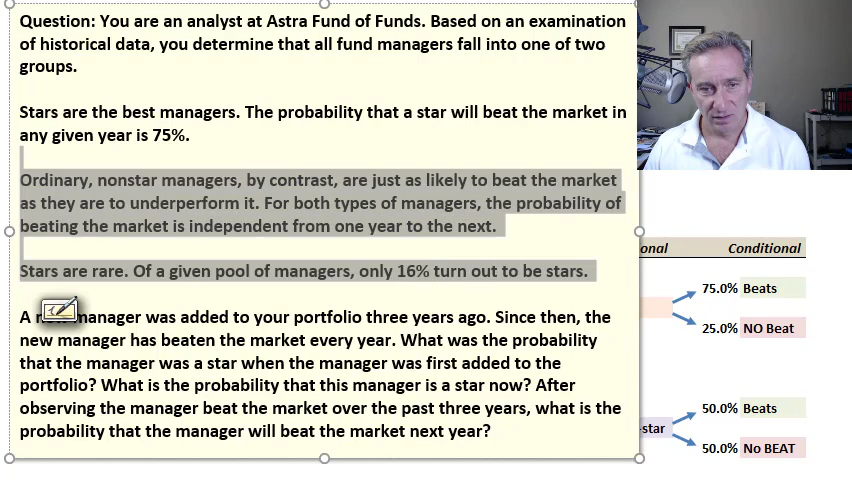 Question: You are an analyst at Astra Fund of Funds. Based on an examination
of historical data, you determine that all fund managers fall into one of two
groups.
Stars are the best managers. The probability that a star will beat the market in
any given year is 75%.
Ordinary, nonstar managers, by contrast, are just as likely to beat the market
as they are to underperform it. For both types of managers, the probability of
beating the market is independent from one year to the next.
Stars are rare. Of a given pool of managers, only 16% turn out to be stars.
A manager was added to your portfolio three years ago. Since then, the
new manager has beaten the market every year. What was the probability
that the manager was a star when the manager was first added to the
portfolio? What is the probability that this manager is a star now? After
observing the manager beat the market over the past three years, what is the
probability that the manager will beat the market next year?
onal Conditional
75.0% Beats
25.0% NO Beat
50.0% Beats
-star
50.0% No BEAT